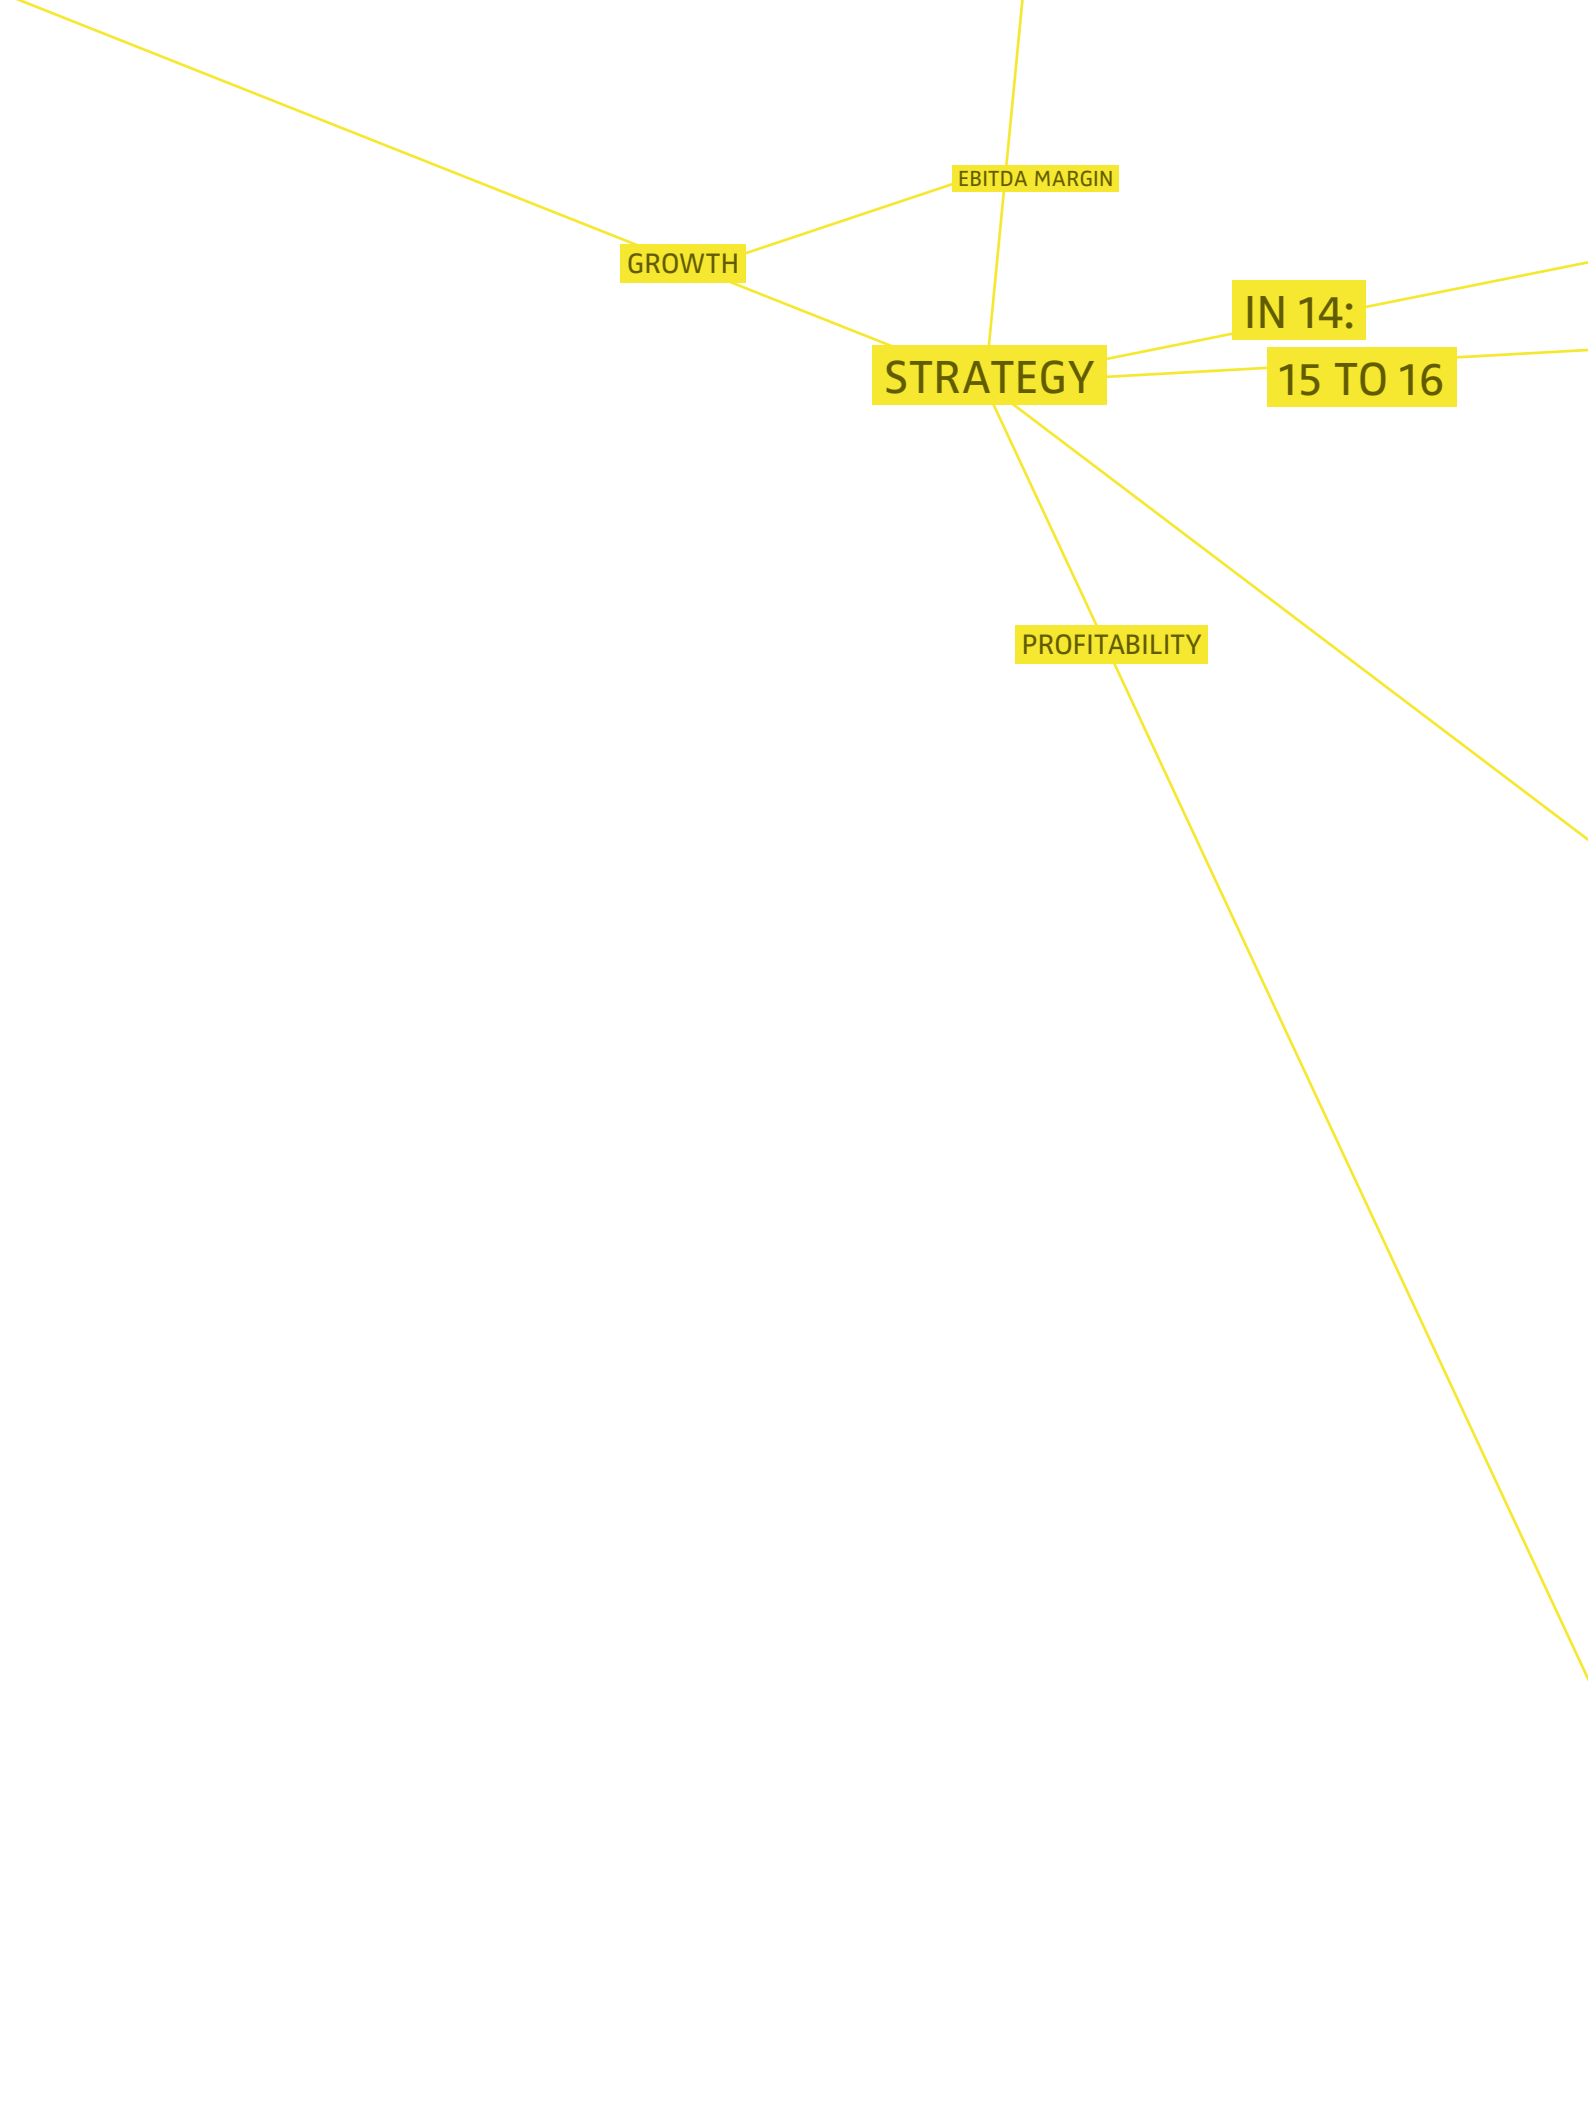 EBITDA MARGIN
GROWTH
IN 14:
STRATEGY
15 TO 16
PROFITABILITY